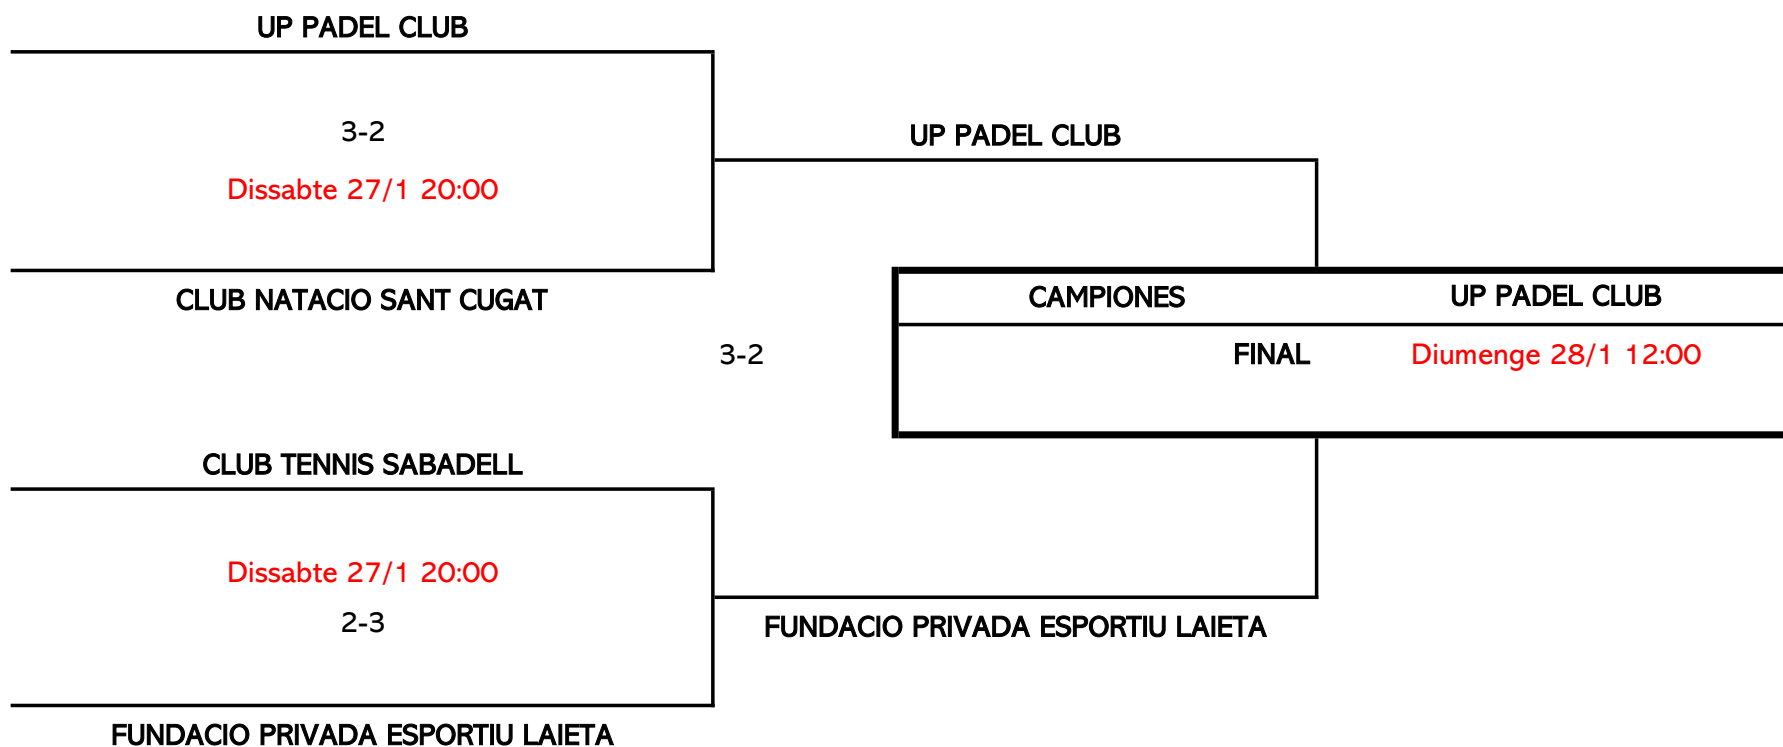 UP PADEL CLUB
3-2
Dissabte 27/1 20:00
CLUB NATACIO SANT CUGAT
UP PADEL CLUB
CAMPIONES UP PADEL CLUB
3-2
FINAL Diumenge 28/1 12:00
CLUB TENNIS SABADELL
Dissabte 27/1 20:00
2-3
FUNDACIO PRIVADA ESPORTIU LAIETA
FUNDACIO PRIVADA ESPORTIU LAIETA